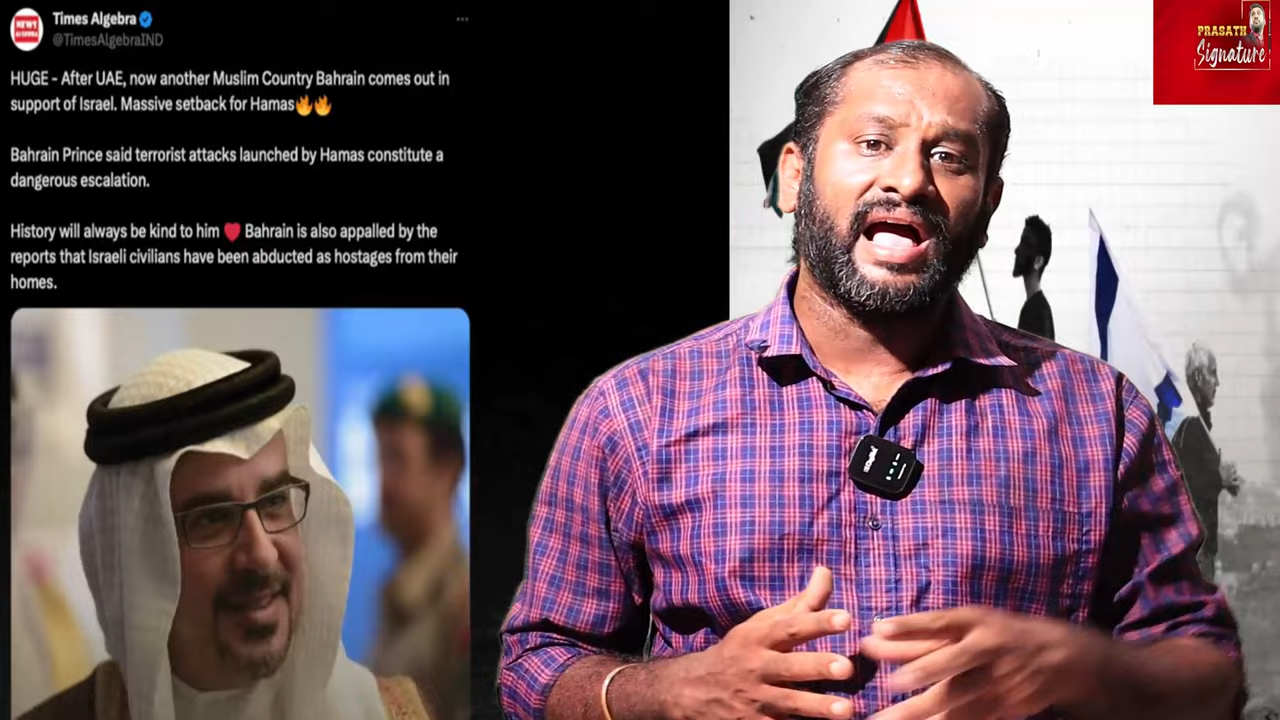 Times Algebra
@TimesAlgebraIND
HUGE - After UAE, now another Muslim Country Bahrain comes out in
support of Israel. Massive setback for Hamas🔥🔥
Bahrain Prince said terrorist attacks launched by Hamas constitute a
dangerous escalation.
History will always be kind to him ❤️ Bahrain is also appalled by the
reports that Israeli civilians have been abducted as hostages from their
homes.
NEWS
ALGEBRA
PRASATH
Signature